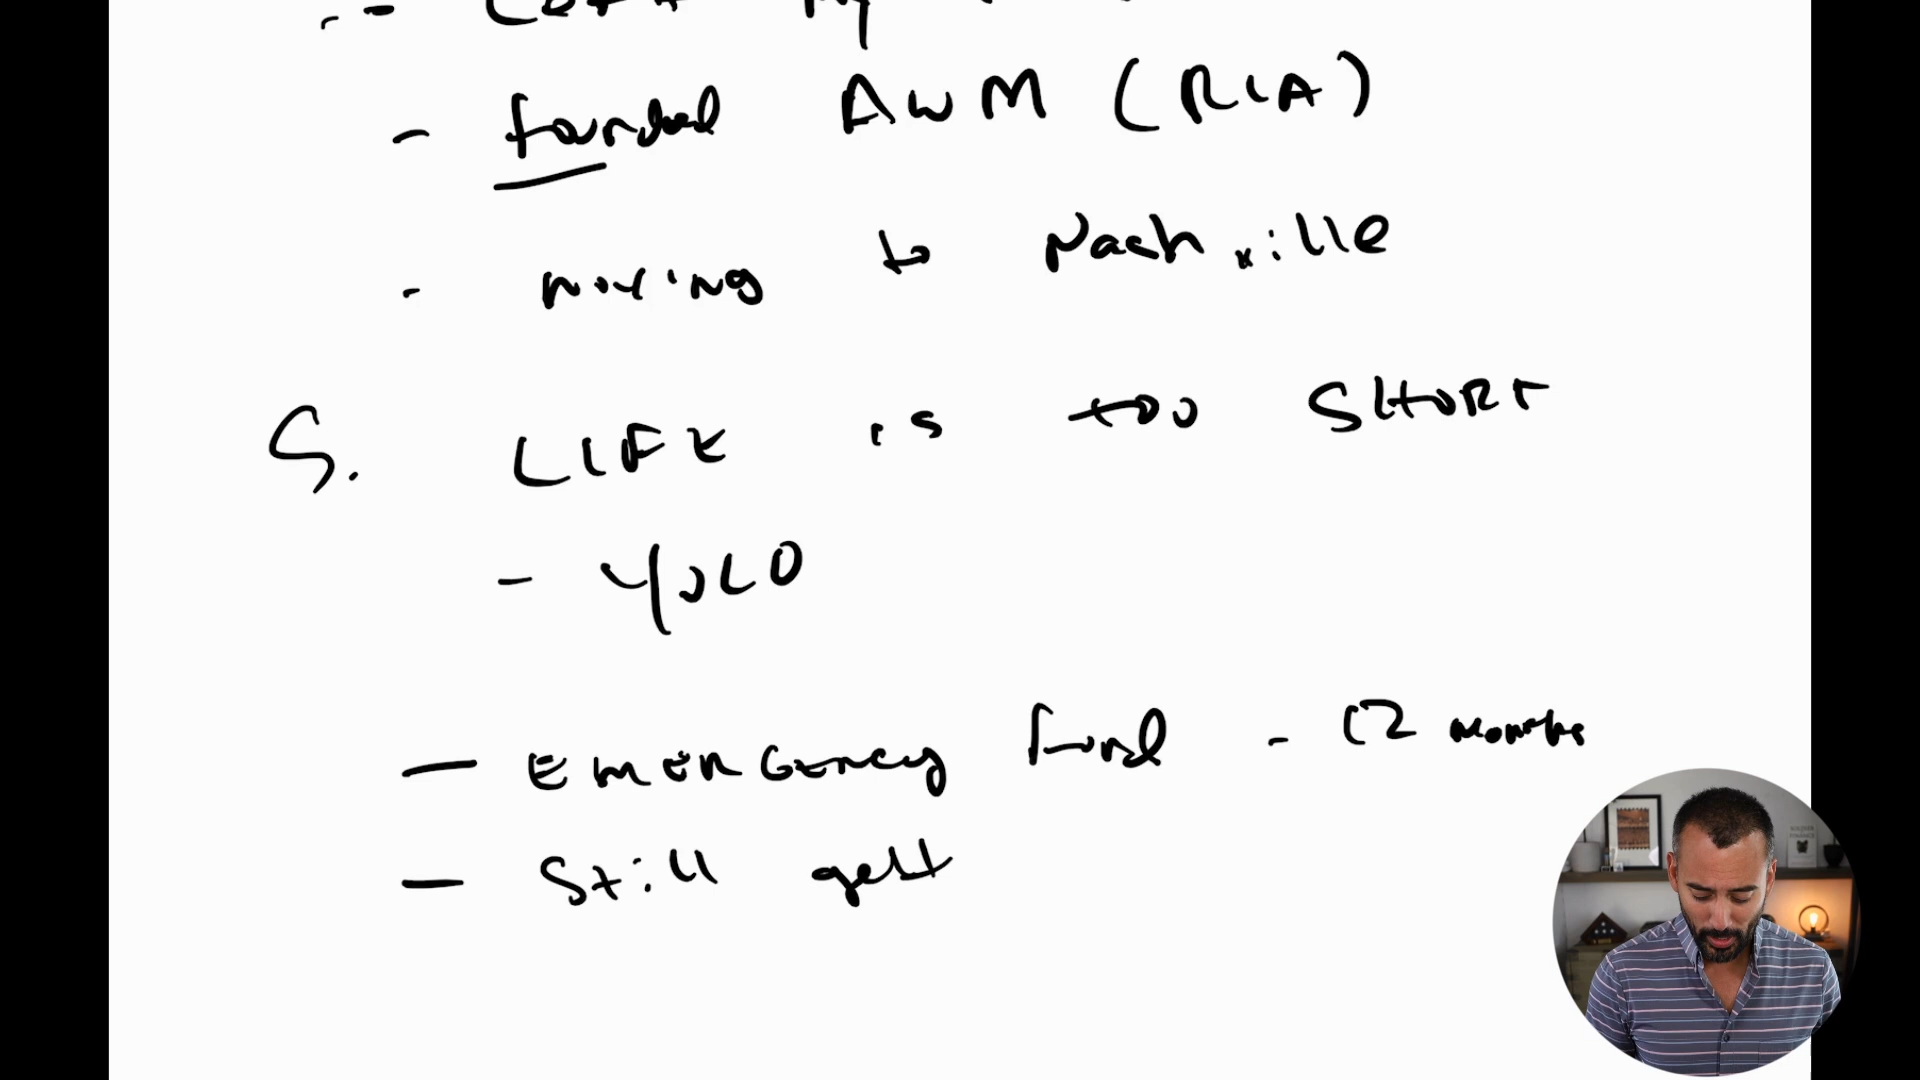 - founded AWM (RIA)
- moving to Nashville
5. LIFE is too SHORT
- YOLO
- EMERGENCY fund - 12 months
- Still get